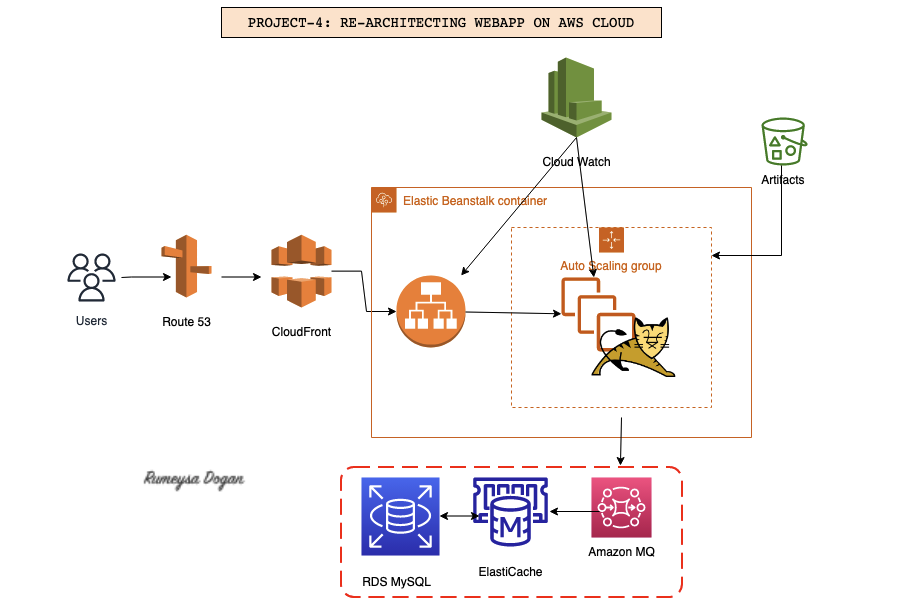 PROJECT-4: RE-ARCHITECTING WEBAPP ON AWS CLOUD
Cloud Watch
Artifacts
Elastic Beanstalk container
Auto Scaling group
Users
Route 53
CloudFront
Rumeysa Dogan
M
Amazon MQ
ElastiCache
RDS MySQL